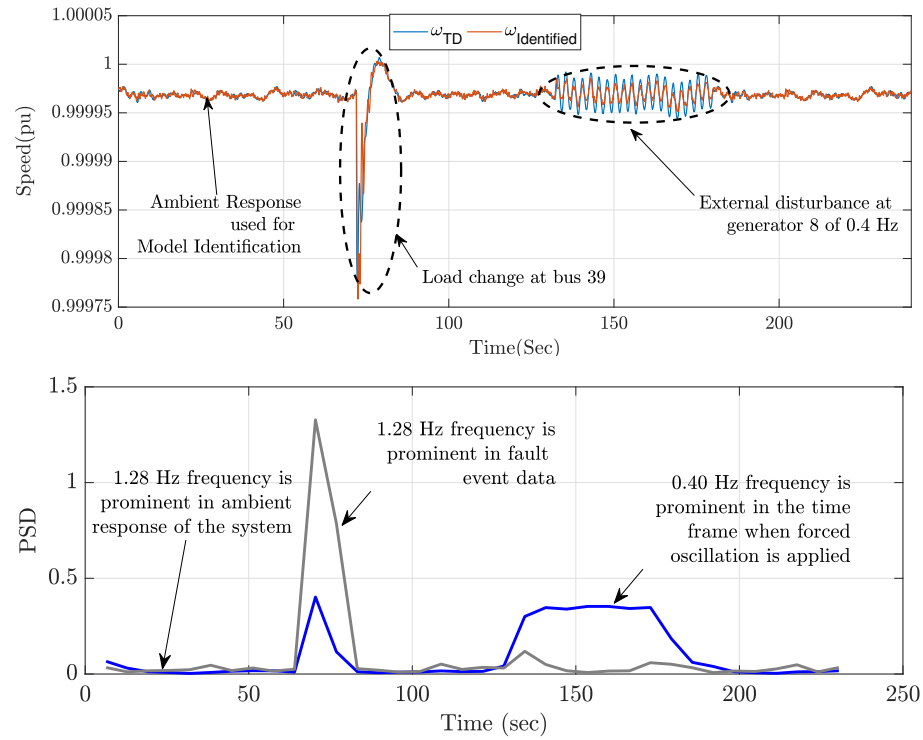 1.00005
1
0.99995
0.9999
0.99985
0.9998
0.99975
Speed(pu)
ωTD
ωIdentified
Ambient Response
used for
Model Identification
Load change at bus 39
External disturbance at
generator 8 of 0.4 Hz
0
50
100
150
200
Time(Sec)
1.5
1
0.5
0
PSD
1.28 Hz frequency is
prominent in ambient
response of the system
1.28 Hz frequency is
prominent in fault
event data
0.40 Hz frequency is
prominent in the time
frame when forced
oscillation is applied
0
50
100
150
200
250
Time (sec)